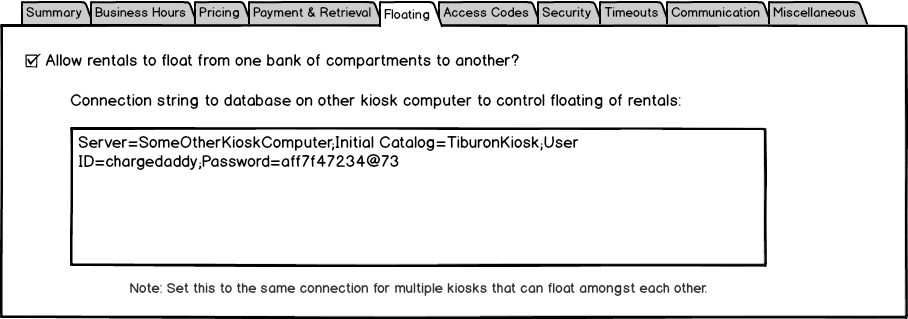 Summary Business Hours Pricing Payment & Retrieval Floating Access Codes Security Timeouts Communication Miscellaneous
Allow rentals to float from one bank of compartments to another?
Connection string to database on other kiosk computer to control floating of rentals:
Server=SomeOtherKioskComputer;Initial Catalog=TiburonKiosk;User
ID=chargedaddy;Password=aff7f47234@73
Note: Set this to the same connection for multiple kiosks that can float amongst each other.